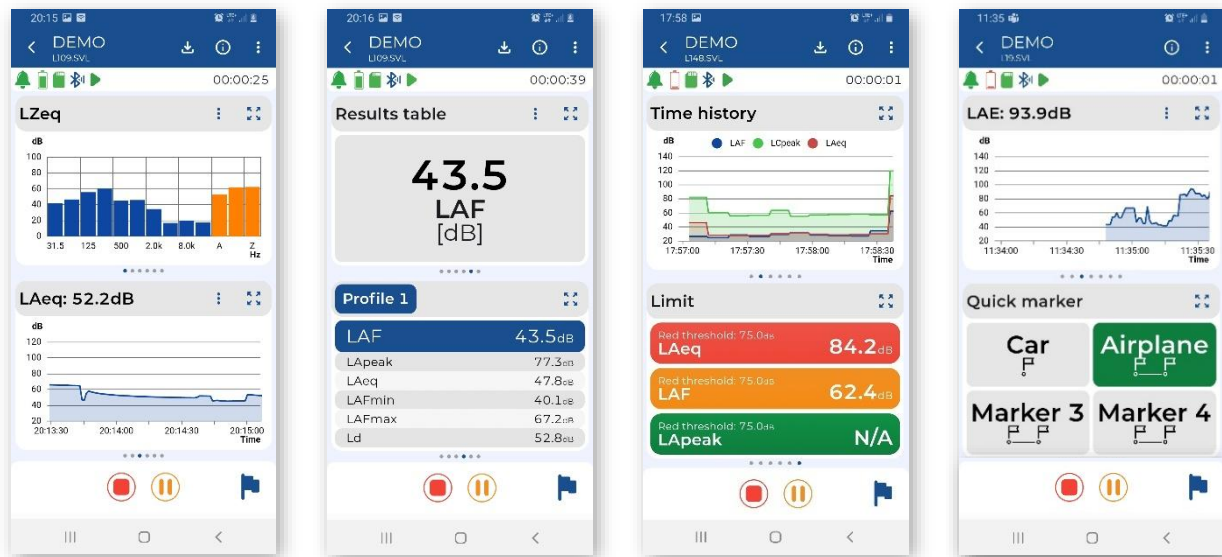 20:15
DEMO
L109.SVL
00:00:25
LZeq
dB
100
80
60
40
20
0
31.5 125 500 2.0k 8.0k A Z
Hz
LAeq: 52.2dB
dB
120
100
80
60
40
20
20:13:30 20:14:00 20:14:30 20:15:00
Time
20:16
DEMO
L109.SVL
00:00:39
Results table
43.5
LAF
[dB]
Profile 1
LAF 43.5dB
LApeak 77.3dB
LAeq 47.8dB
LAFmin 40.1dB
LAFmax 67.2dB
Ld 52.8dB
17:58
DEMO
L148.SVL
00:00:01
Time history
dB LAF LCpeak LAeq
140
120
100
80
60
40
20
17:57:00 17:57:30 17:58:00 17:58:30
Time
Limit
Red threshold: 75.0dB
LAeq 84.2dB
Red threshold: 75.0dB
LAF 62.4dB
Red threshold: 75.0dB
LApeak N/A
11:35
DEMO
L19.SVL
00:00:01
LAE: 93.9dB
dB
140
120
100
80
60
40
20
11:34:00 11:34:30 11:35:00 11:35:30
Time
Quick marker
Car Airplane
Marker 3 Marker 4